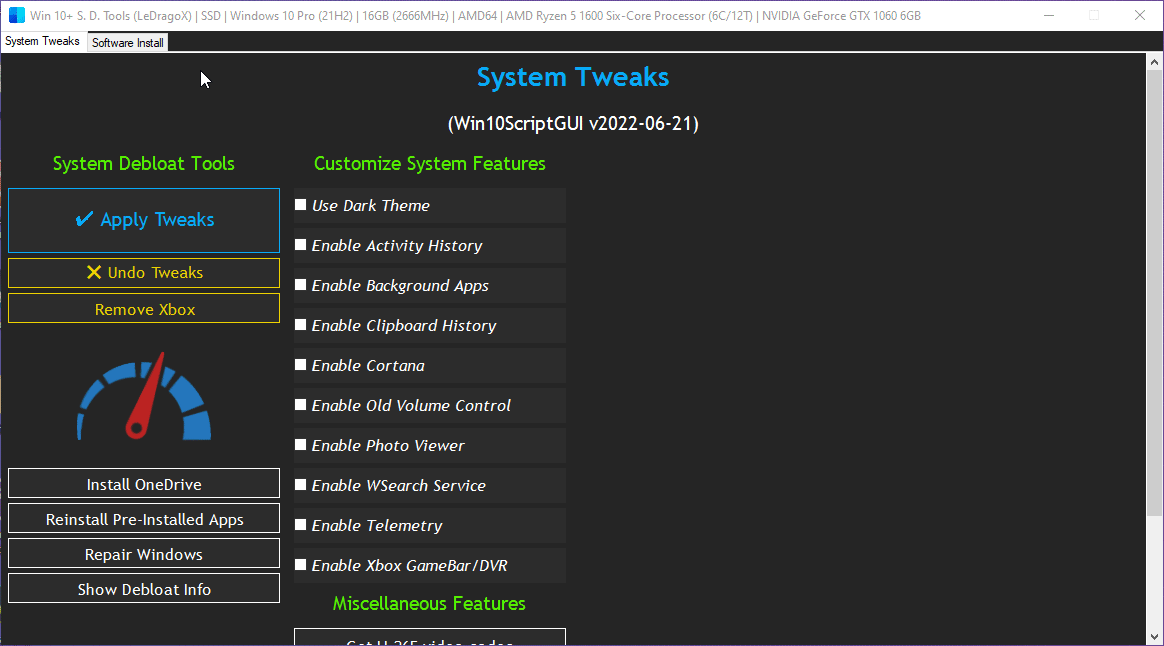 Win 10+ S. D. Tools (LeDragoX) | SSD | Windows 10 Pro (21H2) | 16GB (2666MHz) | AMD64 | AMD Ryzen 5 1600 Six-Core Processor (6C/12T) | NVIDIA GeForce GTX 1060 6GB
System Tweaks
Software Install
System Tweaks
(Win10ScriptGUI v2022-06-21)
System Debloat Tools
✔ Apply Tweaks
❌ Undo Tweaks
Remove Xbox
Install OneDrive
Reinstall Pre-Installed Apps
Repair Windows
Show Debloat Info
Customize System Features
Use Dark Theme
Enable Activity History
Enable Background Apps
Enable Clipboard History
Enable Cortana
Enable Old Volume Control
Enable Photo Viewer
Enable WSearch Service
Enable Telemetry
Enable Xbox GameBar/DVR
Miscellaneous Features
Get H.265 video codec